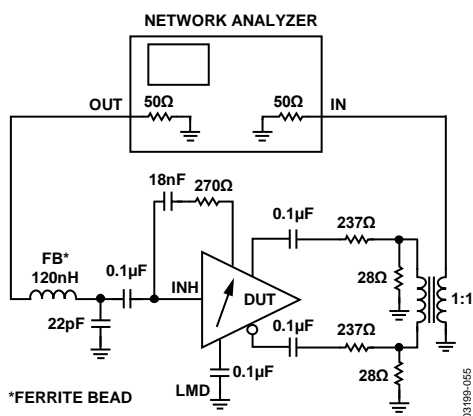 NETWORK ANALYZER
OUT
50Ω
50Ω
IN
18nF
270Ω
FB*
120nH
0.1µF
22pF
INH
DUT
0.1µF
237Ω
28Ω
1:1
0.1µF
237Ω
28Ω
0.1µF
LMD
*FERRITE BEAD
03199-055